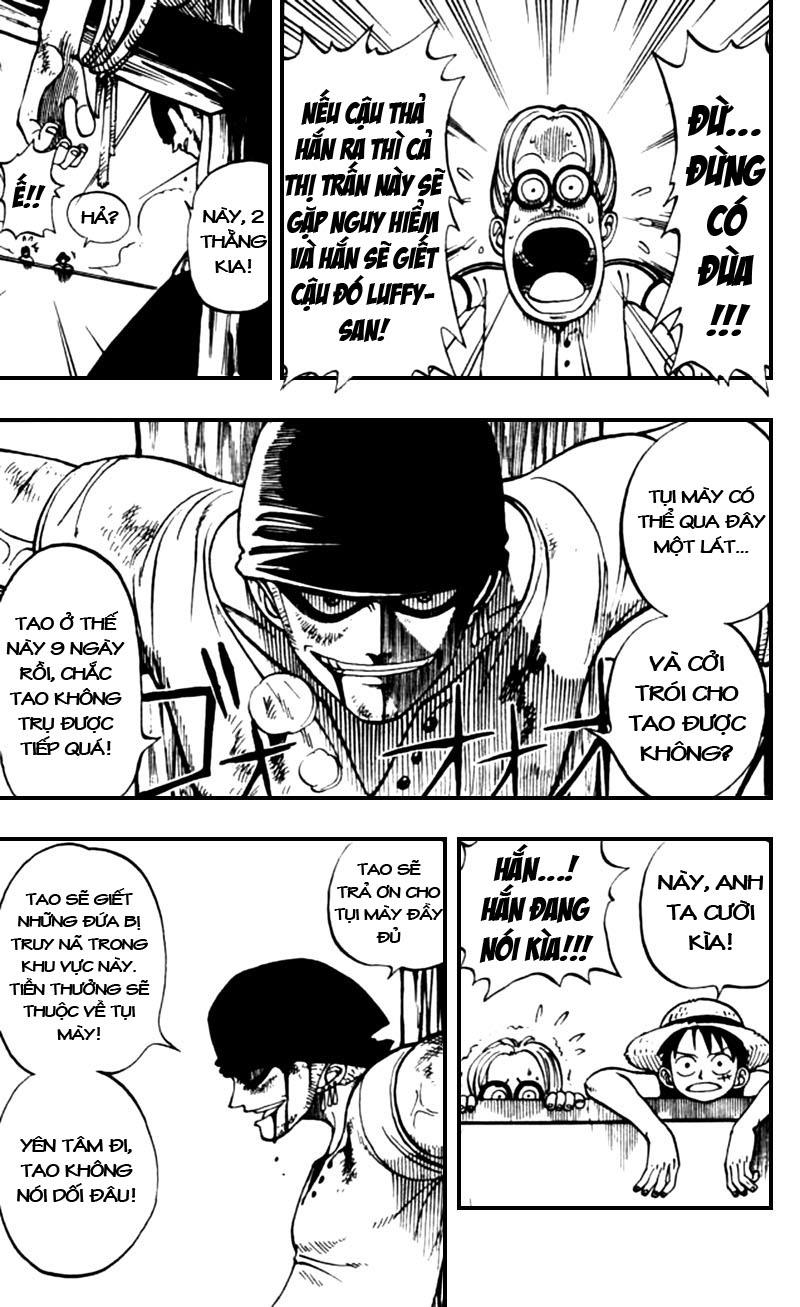 ĐỪ...
ĐỪNG
CÓ
ĐÙA
!!!
NẾU CẬU THẢ
HẮN RA THÌ CẢ
THỊ TRẤN NÀY SẼ
GẶP NGUY HIỂM
VÀ HẮN SẼ GIẾT
CẬU ĐÓ LUFFY-
SAN!
NÀY, 2
THẰNG
KIA!
HẢ?
Ế!!
TỤI MÀY CÓ
THỂ QUA ĐÂY
MỘT LÁT...
VÀ CỞI
TRÓI CHO
TAO ĐƯỢC
KHÔNG?
TAO Ở THẾ
NÀY 9 NGÀY
RỒI, CHẮC
TAO KHÔNG
TRỤ ĐƯỢC
TIẾP QUÁ!
ゴオオオオ
NÀY, ANH
TA CƯỜI
KÌA!
HẮN...!
HẮN ĐANG
NÓI KÌA!!!
TAO SẼ
TRẢ ƠN CHO
TỤI MÀY ĐẦY
ĐỦ
TAO SẼ GIẾT
NHỮNG ĐỨA BỊ
TRUY NÃ TRONG
KHU VỰC NÀY.
TIỀN THƯỞNG SẼ
THUỘC VỀ TỤI
MÀY!
YÊN TÂM ĐI,
TAO KHÔNG
NÓI DỐI ĐÂU!